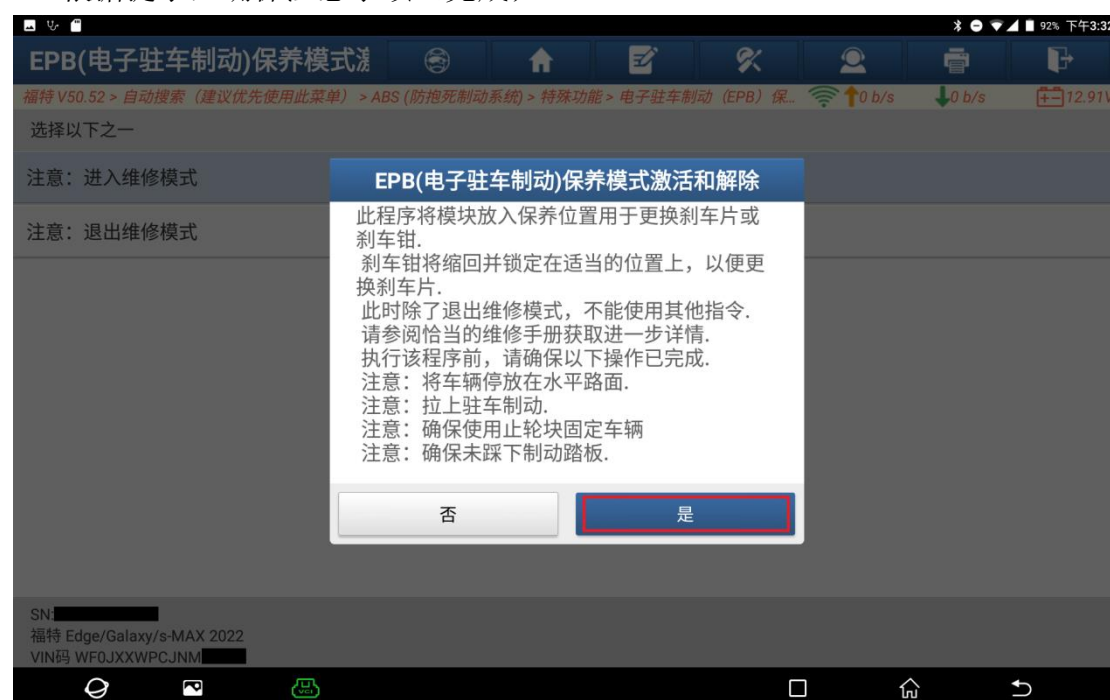 92% 下午3:32
EPB(电子驻车制动)保养模式激
福特 V50.52 > 自动搜索（建议优先使用此菜单）> ABS (防抱死制动系统) > 特殊功能 > 电子驻车制动（EPB）保...
0 b/s
0 b/s
12.91V
选择以下之一
注意：进入维修模式
注意：退出维修模式
EPB(电子驻车制动)保养模式激活和解除
此程序将模块放入保养位置用于更换刹车片或
刹车钳.
刹车钳将缩回并锁定在适当的位置上，以便更
换刹车片.
此时除了退出维修模式，不能使用其他指令.
请参阅恰当的维修手册获取进一步详情.
执行该程序前，请确保以下操作已完成.
注意：将车辆停放在水平路面.
注意：拉上驻车制动.
注意：确保使用止轮块固定车辆
注意：确保未踩下制动踏板.
否
是
SN:
福特 Edge/Galaxy/s-MAX 2022
VIN码 WF0JXXWPCJNM
VCI